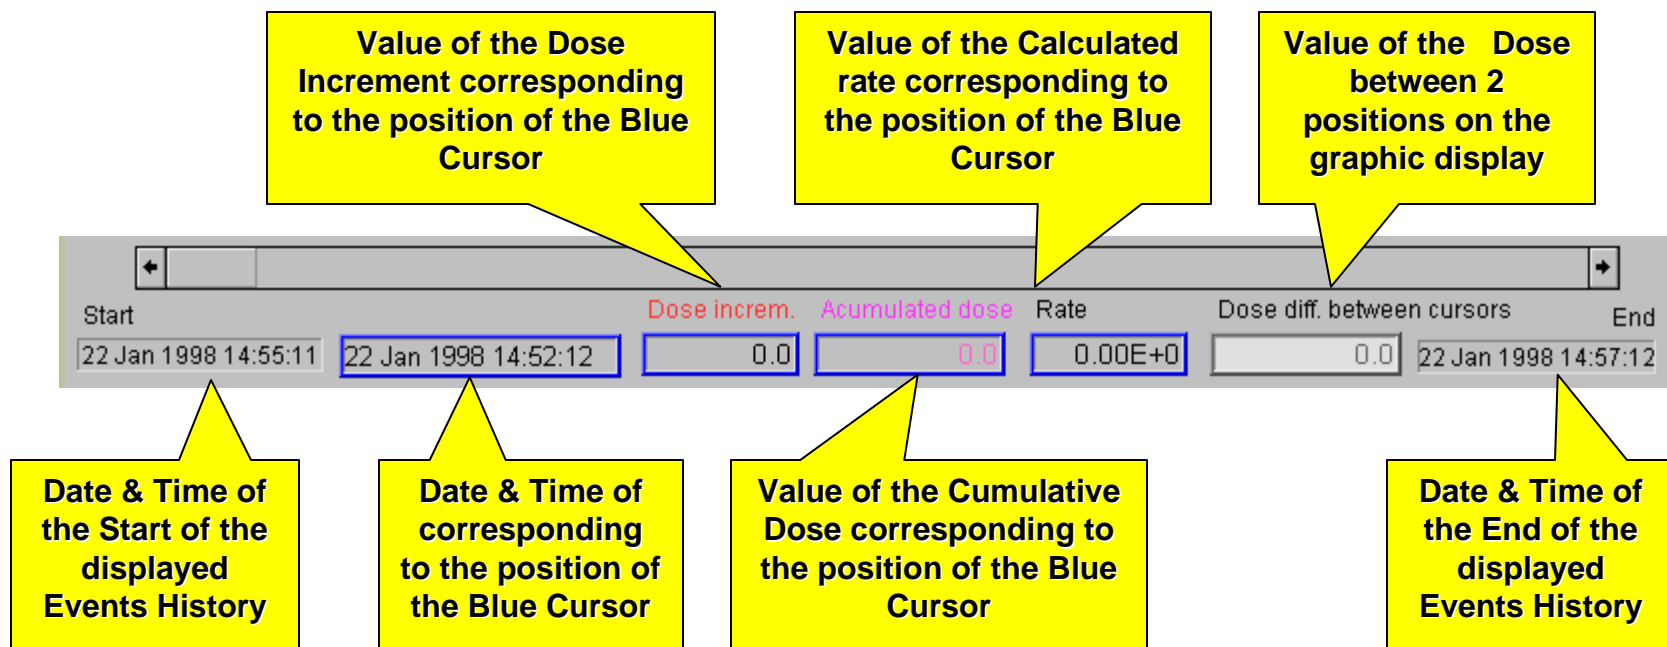 Value of the Dose
Increment corresponding
to the position of the Blue
Cursor
Value of the Calculated
rate corresponding to
the position of the Blue
Cursor
Value of the Dose
between 2
positions on the
graphic display
Start
Dose increm.
Acumulated dose
Rate
Dose diff. between cursors
End
22 Jan 1998 14:55:11
22 Jan 1998 14:52:12
0.0
0.0
0.00E+0
0.0
22 Jan 1998 14:57:12
Date & Time of
the Start of the
displayed
Events History
Date & Time of
corresponding
to the position of
the Blue Cursor
Value of the Cumulative
Dose corresponding to
the position of the Blue
Cursor
Date & Time of
the End of the
displayed
Events History